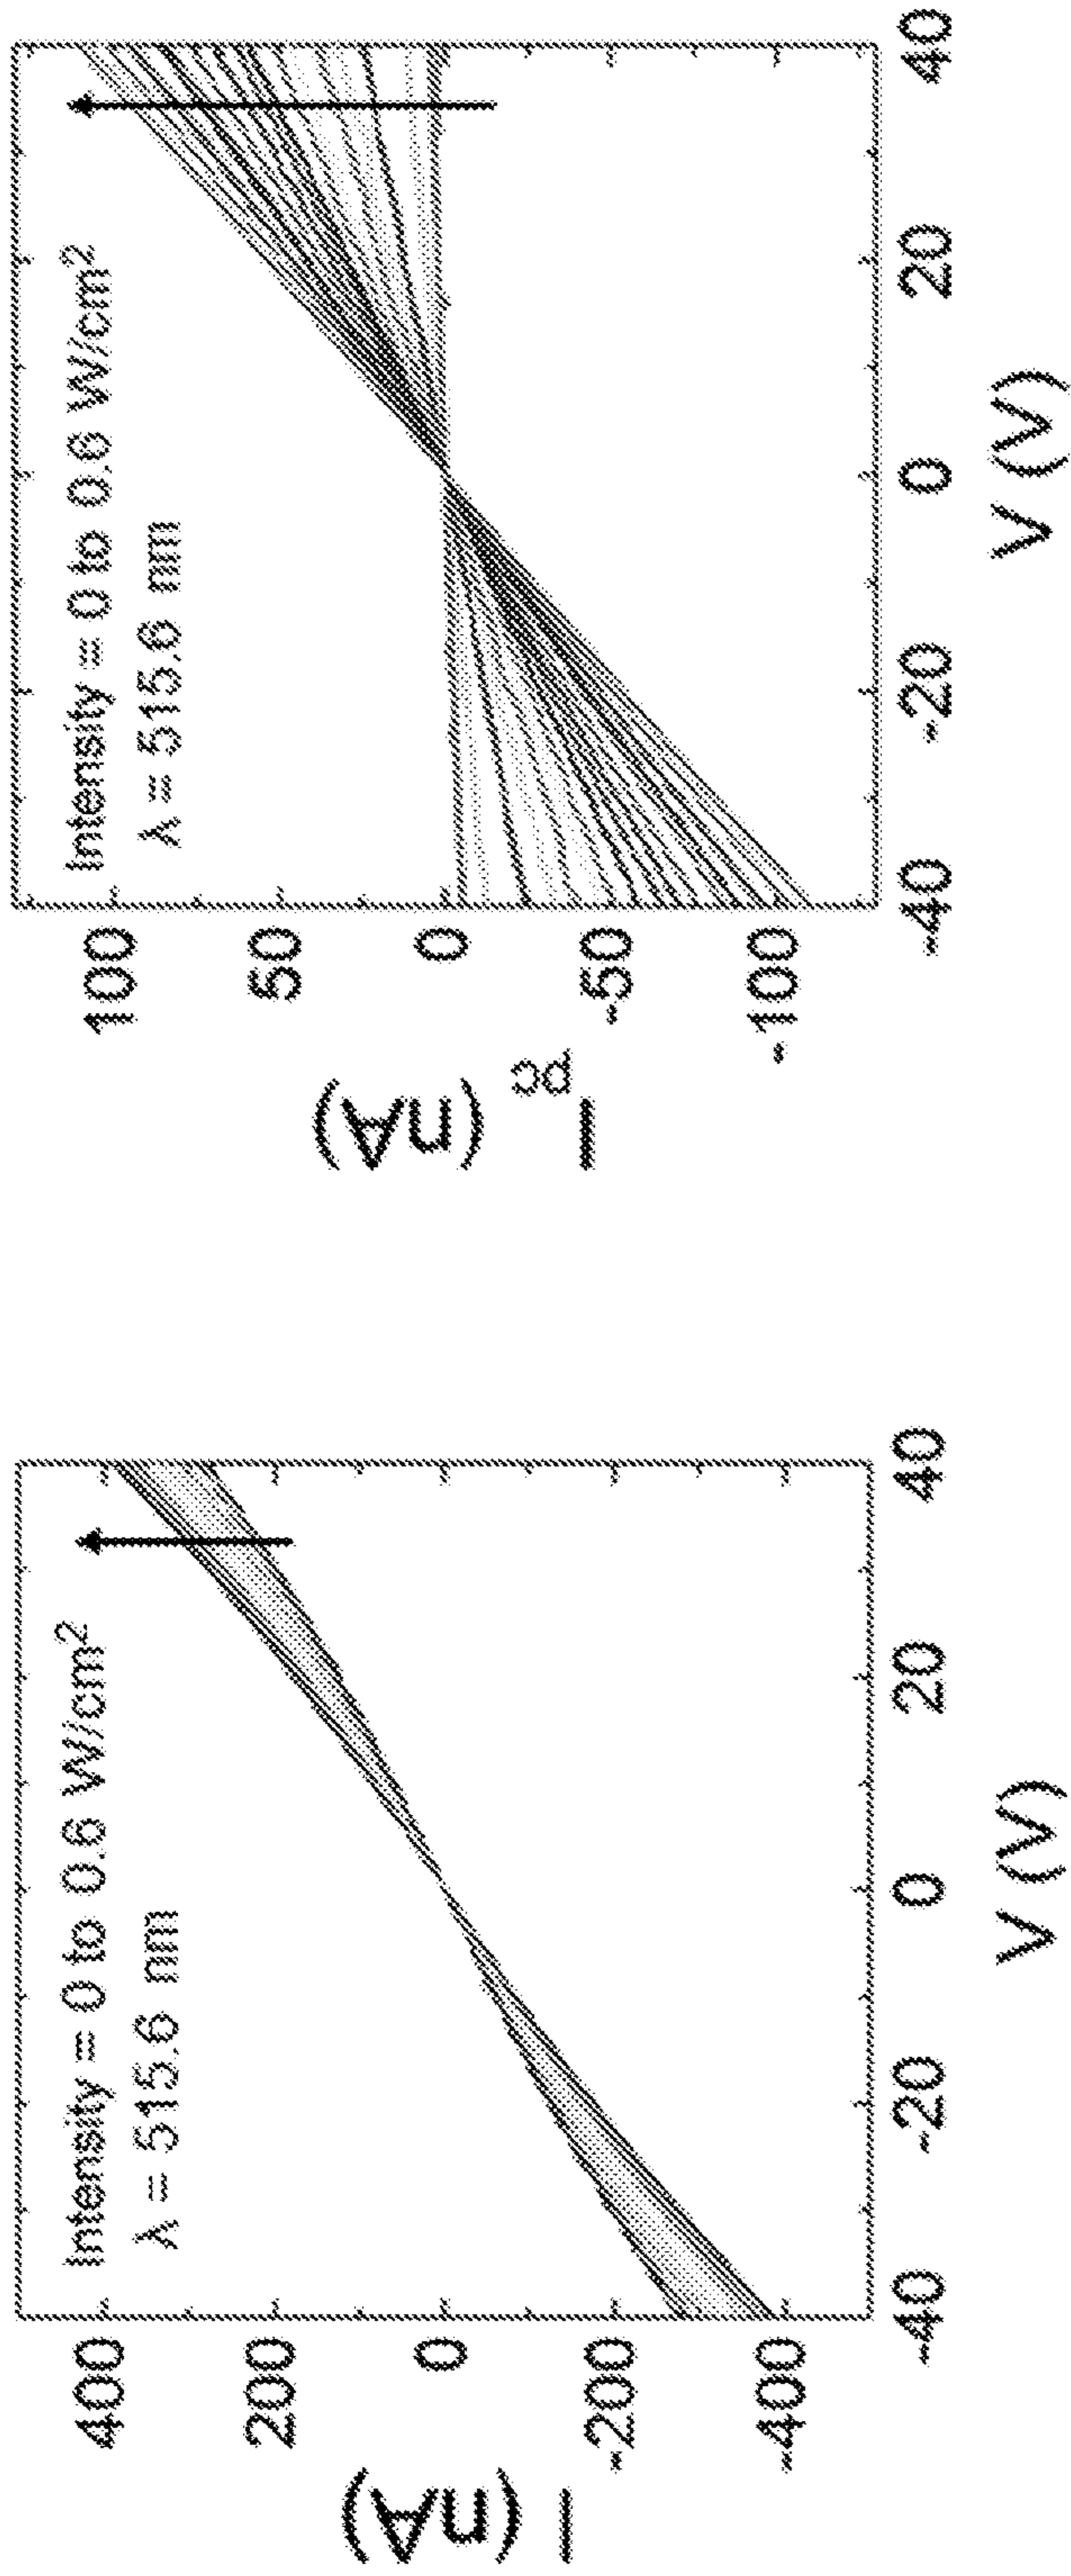 Intensity = 0 to 0.6 W/cm²
λ = 515.6 nm
400
200
0
-200
-400
I (nA)
-40
-20
0
20
40
V (V)
Intensity = 0 to 0.6 W/cm²
λ = 515.6 nm
100
50
0
-50
-100
I_pc (nA)
-40
-20
0
20
40
V (V)